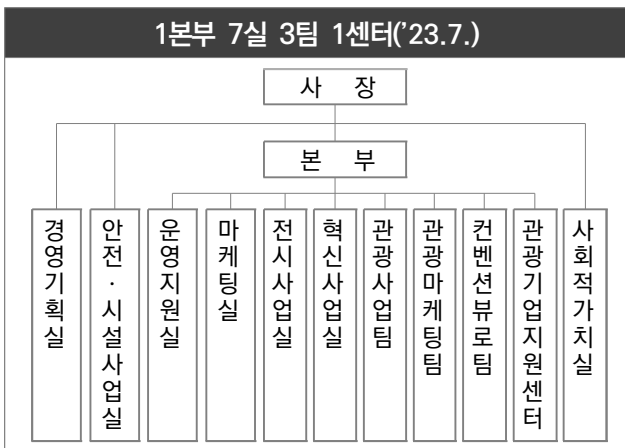 1본부 7실 3팀 1센터('23.7.)
사 장
본 부
경영기획실
안전·시설사업실
운영지원실
마케팅실
전시사업실
혁신사업실
관광사업팀
관광마케팅팀
컨벤션뷰로팀
관광기업지원센터
사회적가치실